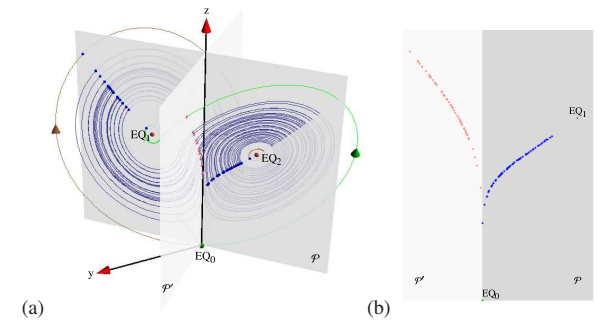 z
EQ₁
EQ₂
EQ₀
y
𝒫
𝒫'
(a)
EQ₁
𝒫'
EQ₀
𝒫
(b)